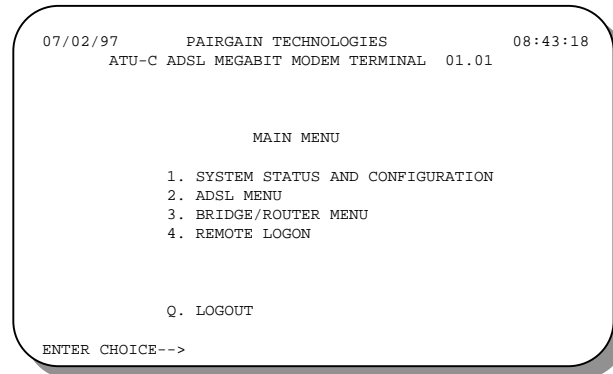 07/02/97 PAIRGAIN TECHNOLOGIES 08:43:18
ATU-C ADSL MEGABIT MODEM TERMINAL 01.01
MAIN MENU
1. SYSTEM STATUS AND CONFIGURATION
2. ADSL MENU
3. BRIDGE/ROUTER MENU
4. REMOTE LOGON
Q. LOGOUT
ENTER CHOICE-->